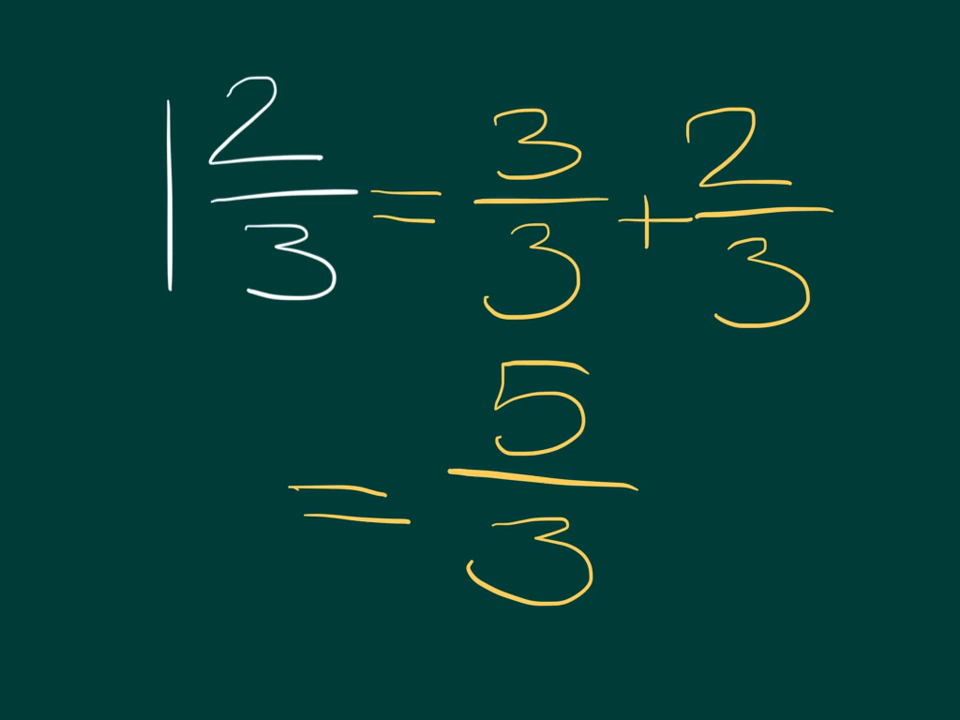 1 2/3 = 3/3 + 2/3
= 5/3